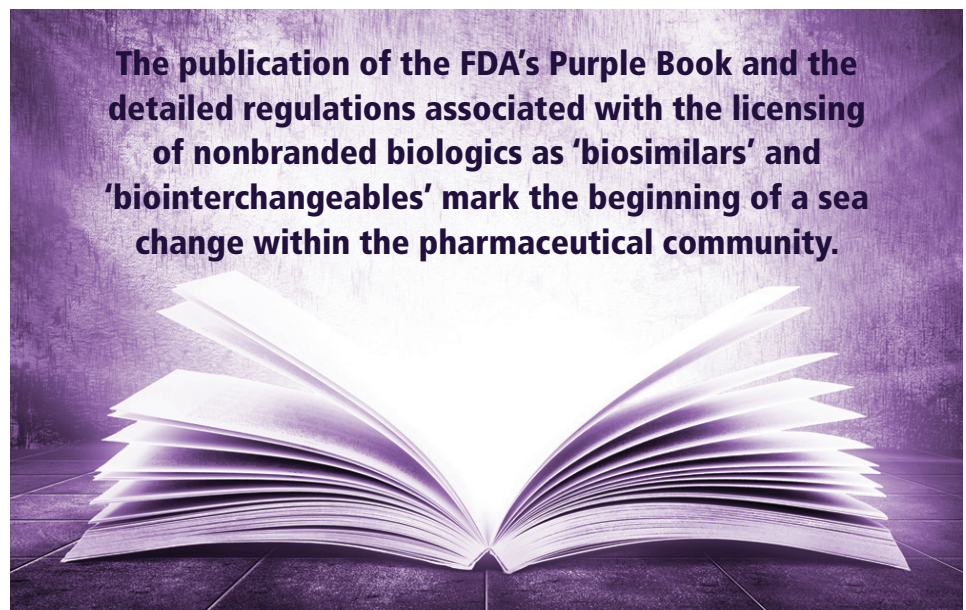 The publication of the FDA’s Purple Book and the
detailed regulations associated with the licensing
of nonbranded biologics as ‘biosimilars’ and
‘biointerchangeables’ mark the beginning of a sea
change within the pharmaceutical community.